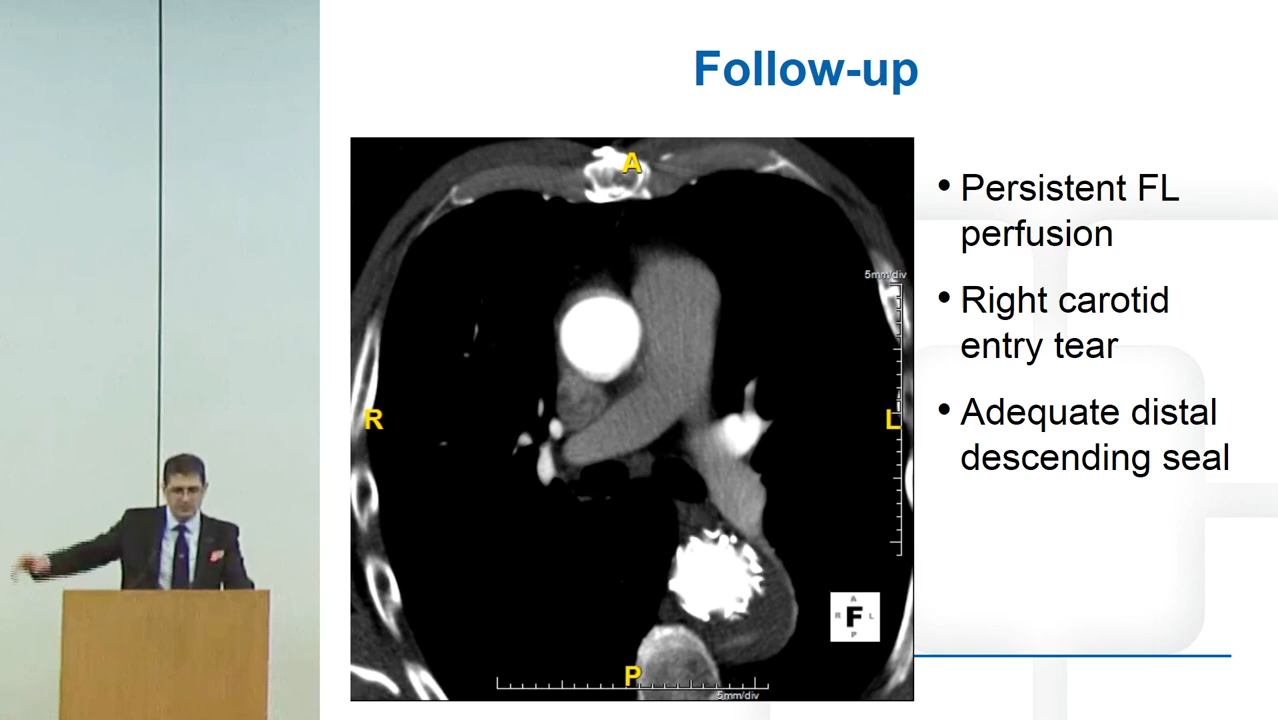 Follow-up
A
5mm/div
R
L
• Persistent FL
perfusion
• Right carotid
entry tear
• Adequate distal
descending seal
A
R F L
P
P
5mm/div